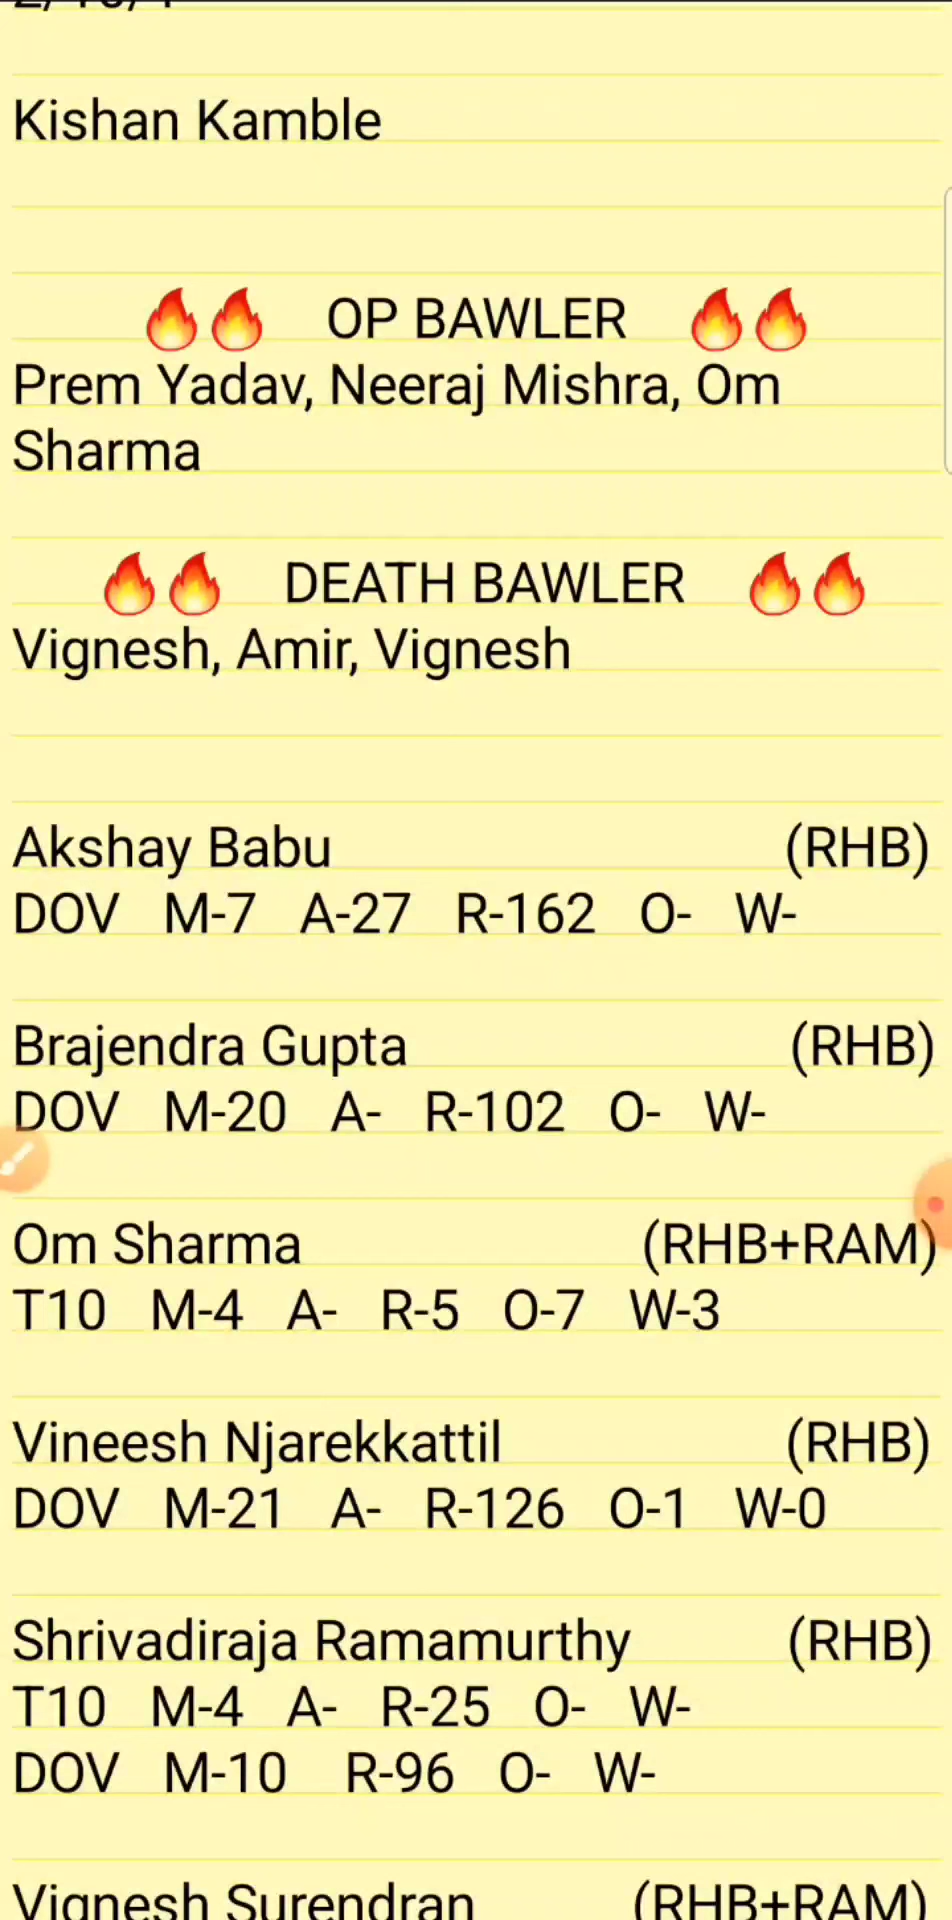 Kishan Kamble
🔥🔥 OP BAWLER 🔥🔥
Prem Yadav, Neeraj Mishra, Om
Sharma
🔥🔥 DEATH BAWLER 🔥🔥
Vignesh, Amir, Vignesh
Akshay Babu (RHB)
DOV M-7 A-27 R-162 O- W-
Brajendra Gupta (RHB)
DOV M-20 A- R-102 O- W-
Om Sharma (RHB+RAM)
T10 M-4 A- R-5 O-7 W-3
Vineesh Njarekkattil (RHB)
DOV M-21 A- R-126 O-1 W-0
Shrivadiraja Ramamurthy (RHB)
T10 M-4 A- R-25 O- W-
DOV M-10 R-96 O- W-
Vignesh Surendran (RHB+RAM)